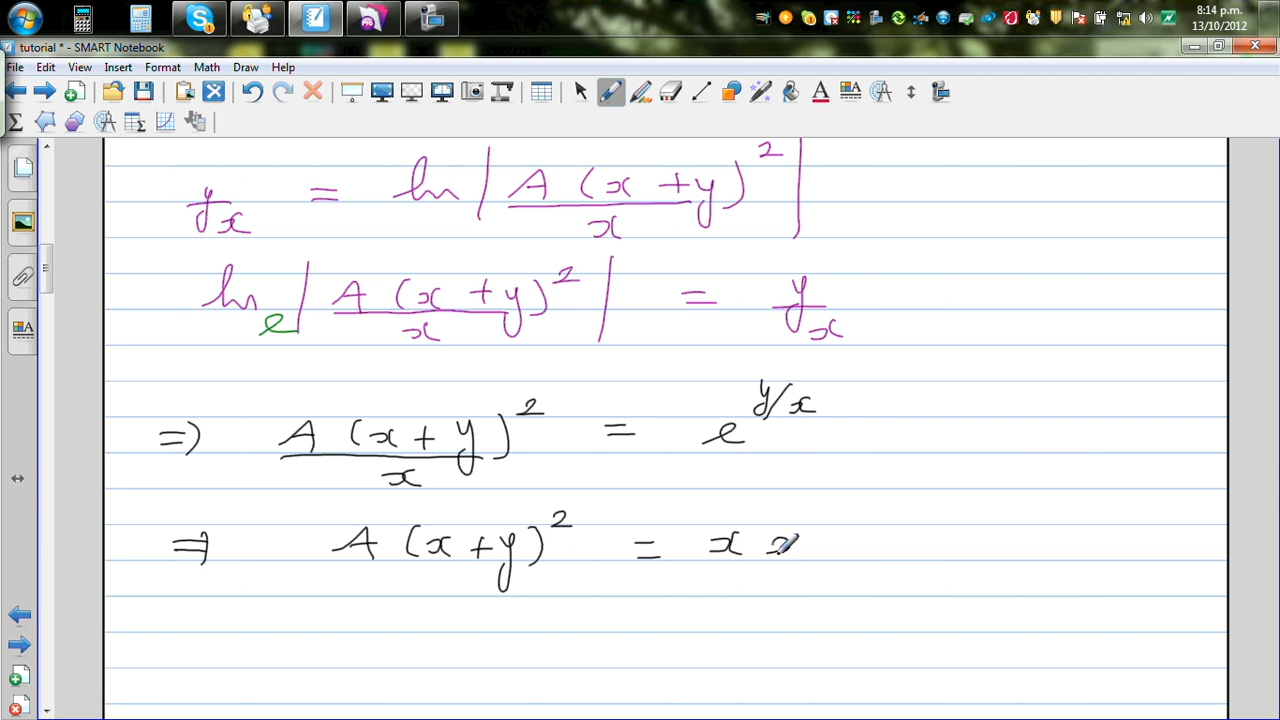 8:14 p.m.
13/10/2012
tutorial * - SMART Notebook
File Edit View Insert Format Math Draw Help
y/x = ln | A (x + y)² / x |
ln e | A (x + y)² / x | = y/x
=) A (x + y)² / x = e^y/x
=) A (x + y)² = x